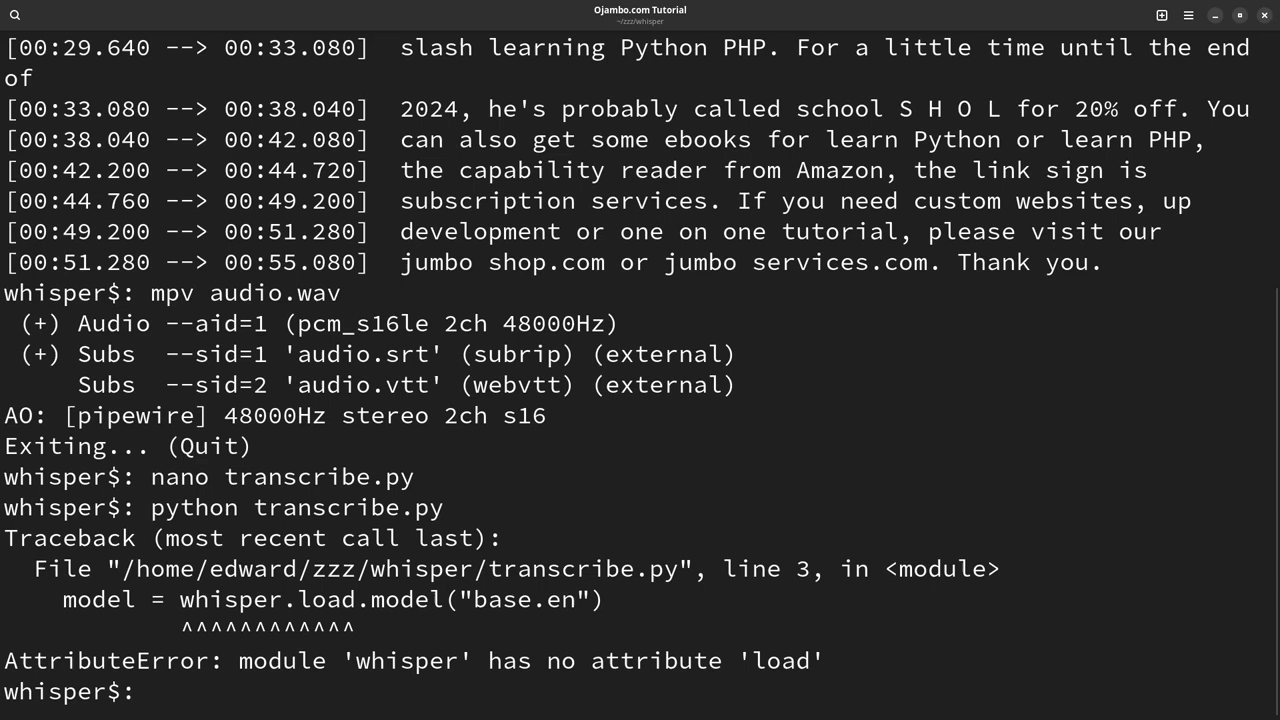 Ojambo.com Tutorial
~/zzz/whisper
[00:29.640 --> 00:33.080]  slash learning Python PHP. For a little time until the end
of
[00:33.080 --> 00:38.040]  2024, he's probably called school S H O L for 20% off. You
[00:38.040 --> 00:42.080]  can also get some ebooks for learn Python or learn PHP,
[00:42.200 --> 00:44.720]  the capability reader from Amazon, the link sign is
[00:44.760 --> 00:49.200]  subscription services. If you need custom websites, up
[00:49.200 --> 00:51.280]  development or one on one tutorial, please visit our
[00:51.280 --> 00:55.080]  jumbo shop.com or jumbo services.com. Thank you.
whisper$: mpv audio.wav
 (+) Audio --aid=1 (pcm_s16le 2ch 48000Hz)
 (+) Subs  --sid=1 'audio.srt' (subrip) (external)
     Subs  --sid=2 'audio.vtt' (webvtt) (external)
AO: [pipewire] 48000Hz stereo 2ch s16
Exiting... (Quit)
whisper$: nano transcribe.py
whisper$: python transcribe.py
Traceback (most recent call last):
  File "/home/edward/zzz/whisper/transcribe.py", line 3, in <module>
    model = whisper.load.model("base.en")
            ^^^^^^^^^^^^
AttributeError: module 'whisper' has no attribute 'load'
whisper$: